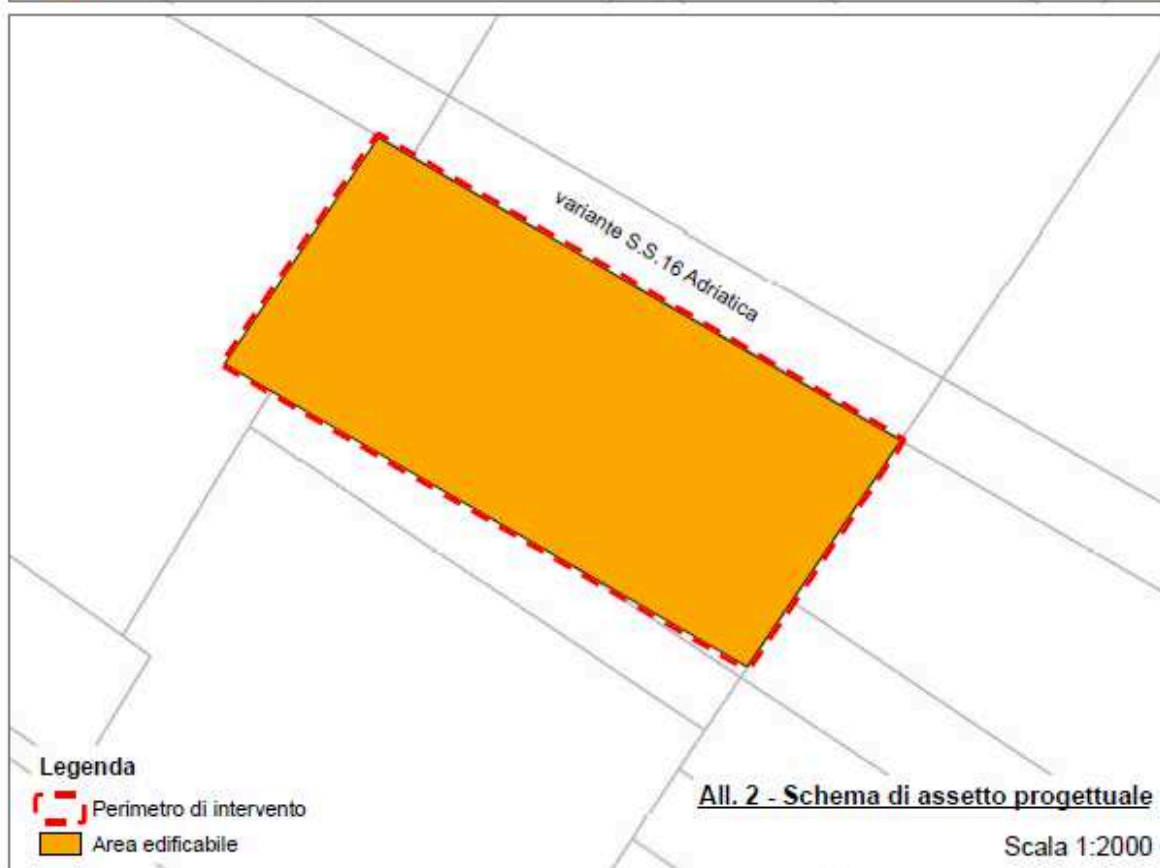 variante S.S.16 Adriatica
Legenda
Perimetro di intervento
Area edificabile
All. 2 - Schema di assetto progettuale
Scala 1:2000